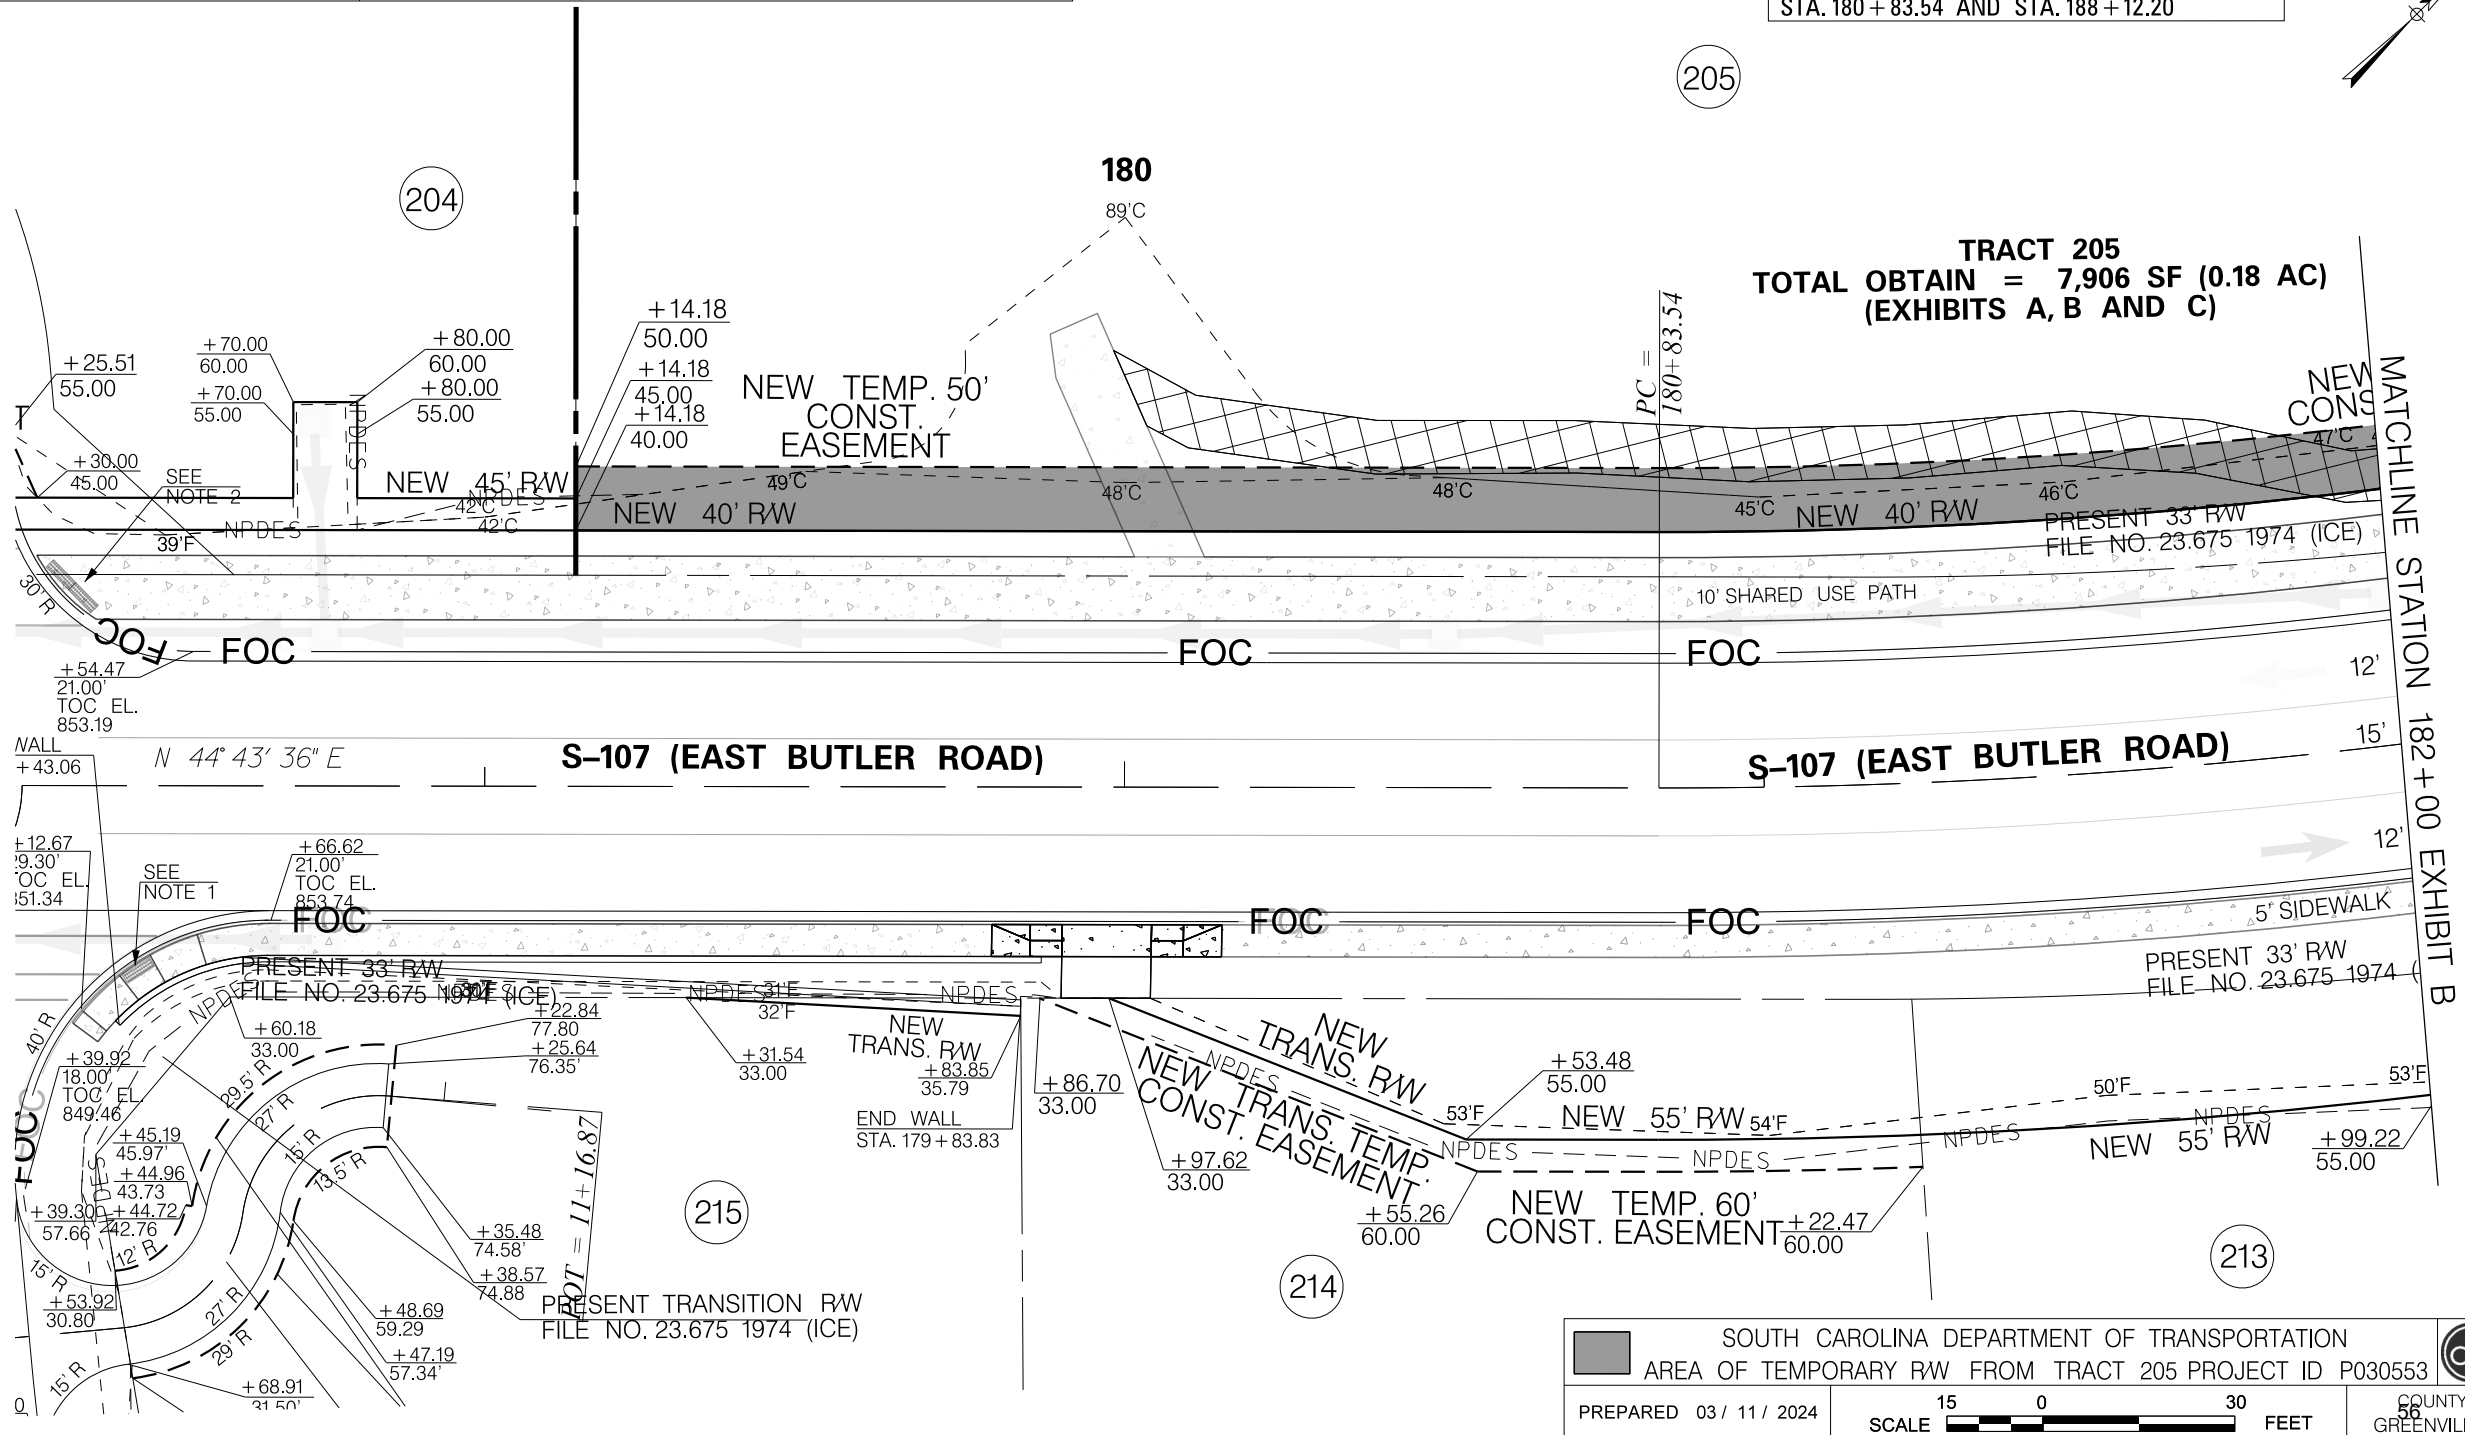 STA. 180 + 83.54 AND STA. 188 + 12.20
205
204
180
89'C
TRACT 205
TOTAL OBTAIN = 7,906 SF (0.18 AC)
(EXHIBITS A, B AND C)
PC =
180+83.54
+25.51
55.00
+70.00
60.00
+70.00
55.00
+80.00
60.00
+80.00
55.00
+14.18
50.00
+14.18
45.00
+14.18
40.00
NEW TEMP. 50'
CONST.
EASEMENT
NEW
CONS
47'C
MATCHLINE STATION 182+00 EXHIBIT B
+30.00
45.00
SEE
NOTE 2
NPDES
NEW 45' R/W
NPDES
42'C
42'C
NPDES
39'F
49'C
48'C
48'C
45'C
46'C
NEW 40' R/W
NEW 40' R/W
PRESENT 33' R/W
FILE NO. 23.675 1974 (ICE)
30' R
10' SHARED USE PATH
FOC
FOC
FOC
FOC
+54.47
21.00'
TOC EL.
853.19
12'
15'
12'
WALL
+43.06
N 44° 43' 36" E
S-107 (EAST BUTLER ROAD)
S-107 (EAST BUTLER ROAD)
+12.67
29.30'
TOC EL.
851.34
SEE
NOTE 1
+66.62
21.00'
TOC EL.
853.74
FOC
FOC
FOC
5' SIDEWALK
PRESENT 33' R/W
FILE NO. 23.675 1974 (
PRESENT 33' R/W
FILE NO. 23.675 1974 (ICE)
NPDES
NPDES
31'F
32'F
NPDES
40' R
+60.18
33.00
+22.84
77.80
+25.64
76.35'
+31.54
33.00
NEW
TRANS. R/W
+83.85
35.79
END WALL
STA. 179+83.83
+86.70
33.00
NEW
TRANS. R/W
NPDES
NEW TRANS. TEMP.
CONST. EASEMENT
+53.48
55.00
53'F
NEW 55' R/W
54'F
50'F
53'F
NPDES
NPDES
NPDES
NPDES
NEW 55' R/W
+99.22
55.00
+39.92
18.00'
TOC EL.
849.46
FOC
29.5' R
27' R
15' R
13.5' R
+45.19
45.97'
+44.96
43.73
+44.72
42.76
+39.30
57.66
NPDES
12' R
15' R
+53.92
30.80'
27' R
29' R
15' R
+68.91
31.50'
+35.48
74.58'
+38.57
74.88
+48.69
59.29
+47.19
57.34'
POT = 11+16.87
PRESENT TRANSITION R/W
FILE NO. 23.675 1974 (ICE)
215
+97.62
33.00
+55.26
60.00
NEW TEMP. 60'
CONST. EASEMENT
+22.47
60.00
214
213
SOUTH CAROLINA DEPARTMENT OF TRANSPORTATION
AREA OF TEMPORARY R/W FROM TRACT 205 PROJECT ID P030553
PREPARED 03 / 11 / 2024
SCALE
15 0 30
FEET
COUNTY
56
GREENVIL